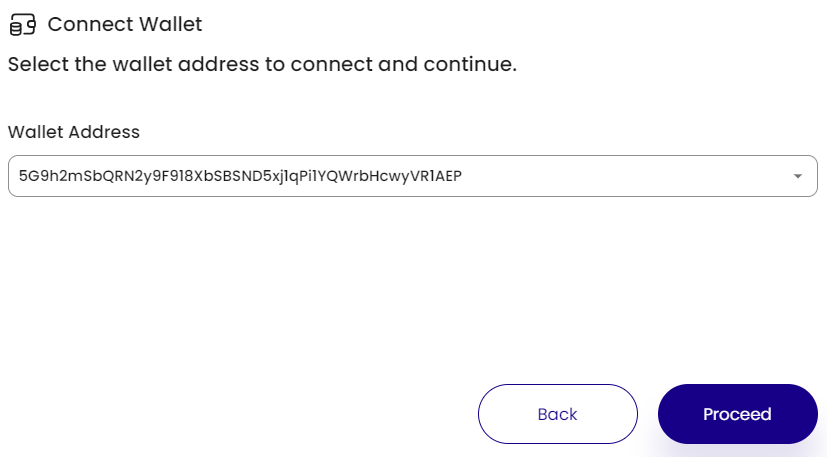 Connect Wallet
Select the wallet address to connect and continue.
Wallet Address
5G9h2mSbQRN2y9F918XbSBSND5xj1qPi1YQWrbHcwyVR1AEP
Back
Proceed